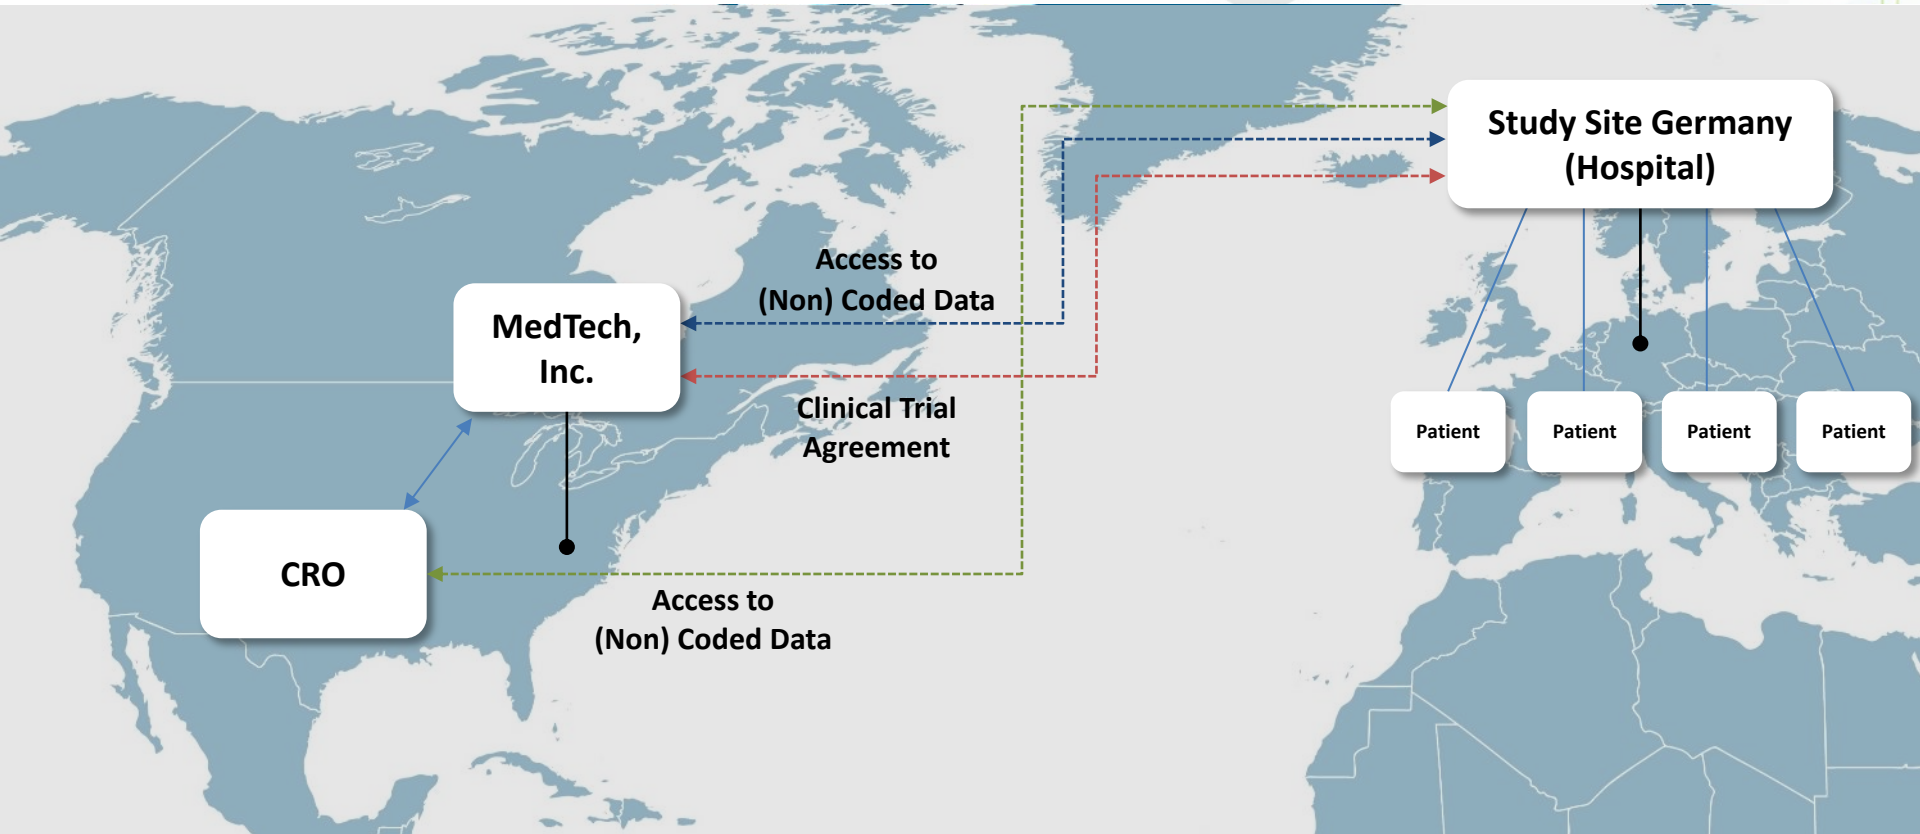 Study Site Germany
(Hospital)
Access to
(Non) Coded Data
MedTech,
Inc.
Clinical Trial
Agreement
Patient
Patient
Patient
Patient
CRO
Access to
(Non) Coded Data